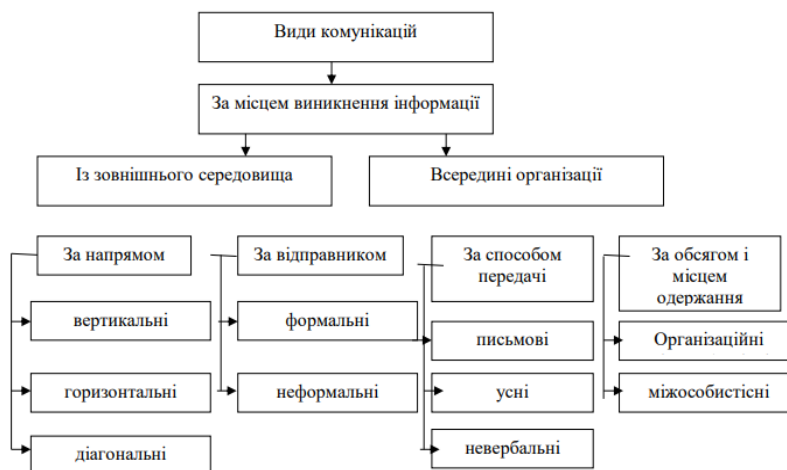 Види комунікацій
За місцем виникнення інформації
Із зовнішнього середовища
Всередині організації
За напрямом
За відправником
За способом
передачі
За обсягом і
місцем
одержання
вертикальні
формальні
письмові
Організаційні
горизонтальні
неформальні
усні
міжособистісні
діагональні
невербальні